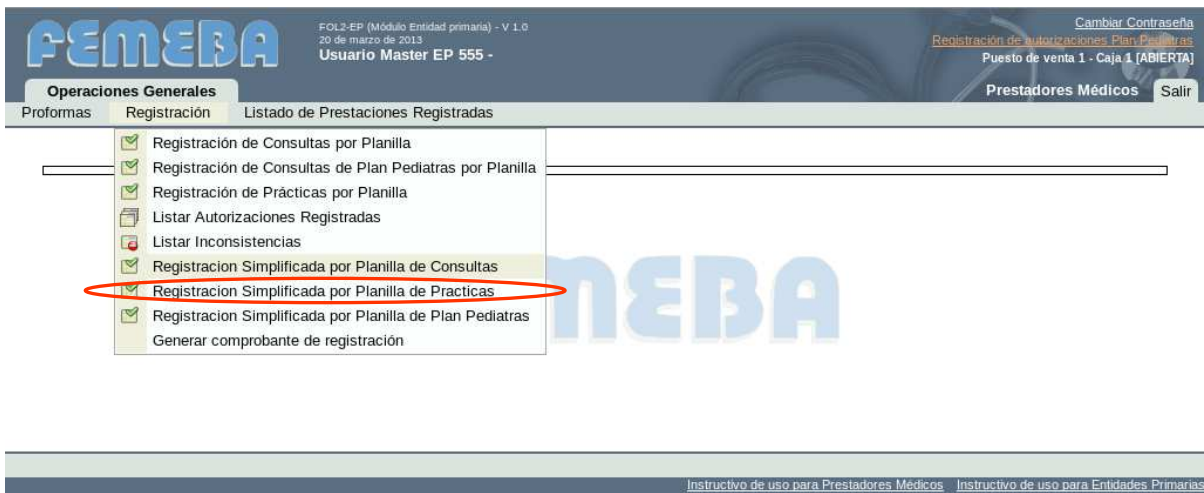 FEMEBA
FOL2-EP (Módulo Entidad primaria) - V 1.0
20 de marzo de 2013
Usuario Master EP 555 -
Cambiar Contraseña
Registración de autorizaciones Plan Pediatras
Puesto de venta 1 - Caja 1 [ABIERTA]
Operaciones Generales
Prestadores Médicos Salir
Proformas Registración Listado de Prestaciones Registradas
Registración de Consultas por Planilla
Registración de Consultas de Plan Pediatras por Planilla
Registración de Prácticas por Planilla
Listar Autorizaciones Registradas
Listar Inconsistencias
Registracion Simplificada por Planilla de Consultas
Registracion Simplificada por Planilla de Practicas
Registracion Simplificada por Planilla de Plan Pediatras
Generar comprobante de registración
MEBA
Instructivo de uso para Prestadores Médicos Instructivo de uso para Entidades Primarias